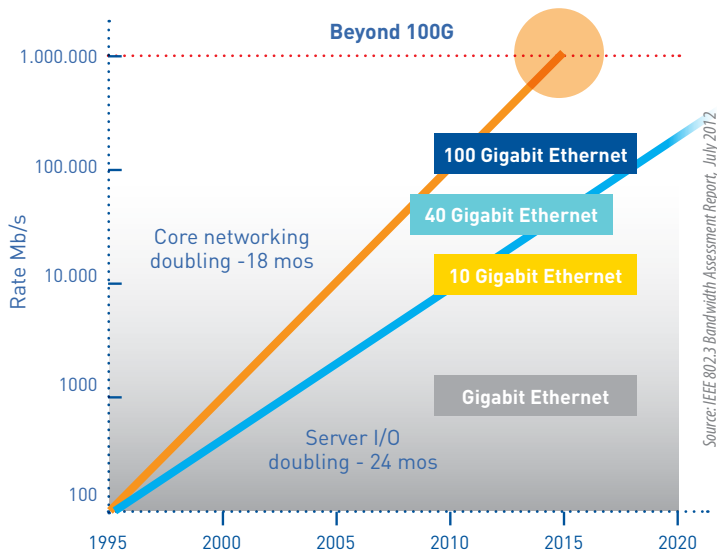 Beyond 100G
1.000.000
100.000
10.000
1000
100
Rate Mb/s
Core networking
doubling -18 mos
100 Gigabit Ethernet
40 Gigabit Ethernet
10 Gigabit Ethernet
Gigabit Ethernet
Server I/O
doubling - 24 mos
1995
2000
2005
2010
2015
2020
Source: IEEE 802.3 Bandwidth Assessment Report, July 2012